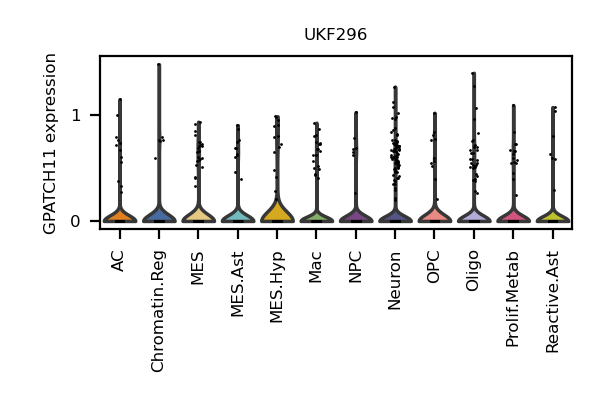 UKF296
GPATCH11 expression
1
0
AC
Chromatin.Reg
MES
MES.Ast
MES.Hyp
Mac
NPC
Neuron
OPC
Oligo
Prolif.Metab
Reactive.Ast